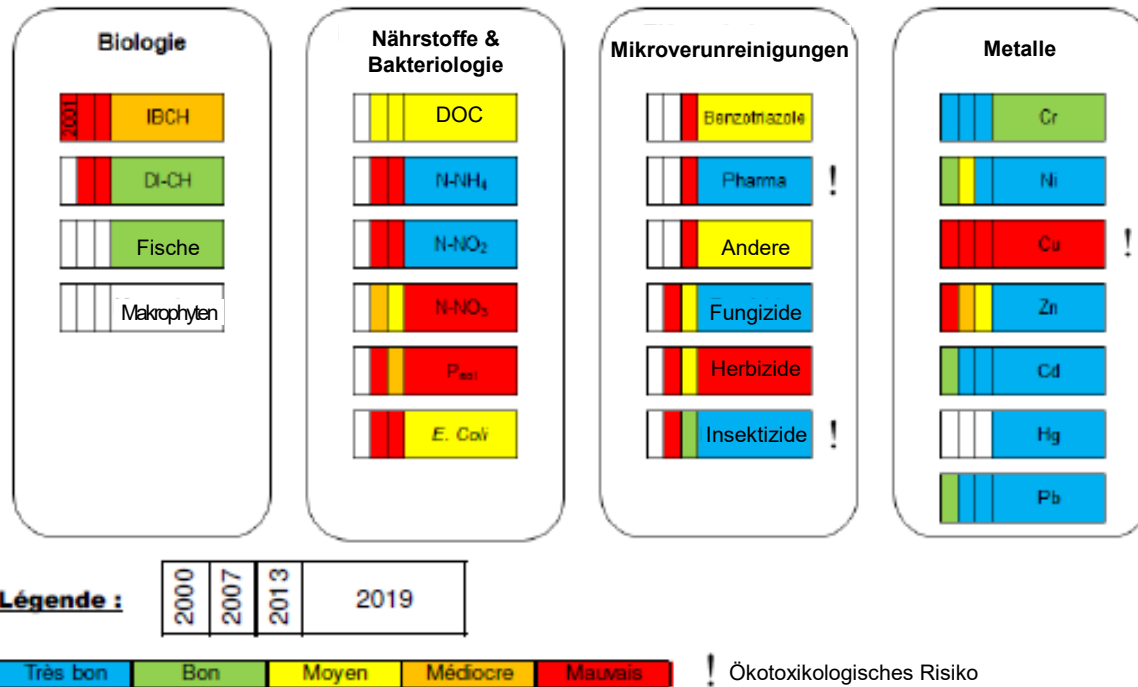 Biologie
2001 IBCH
DI-CH
Fische
Makrophyten
Nährstoffe &
Bakteriologie
DOC
N-NH₄
N-NO₂
N-NO₃
E. Coli
Mikroverunreinigungen
Benzotriazole
Pharma !
Andere
Fungizide
Herbizide
Insektizide !
Metalle
Cr
Ni
Cu !
Zn
Cd
Hg
Pb
Légende : 2000 2007 2013 2019
Très bon Bon Moyen Médiocre Mauvais ! Ökotoxikologisches Risiko